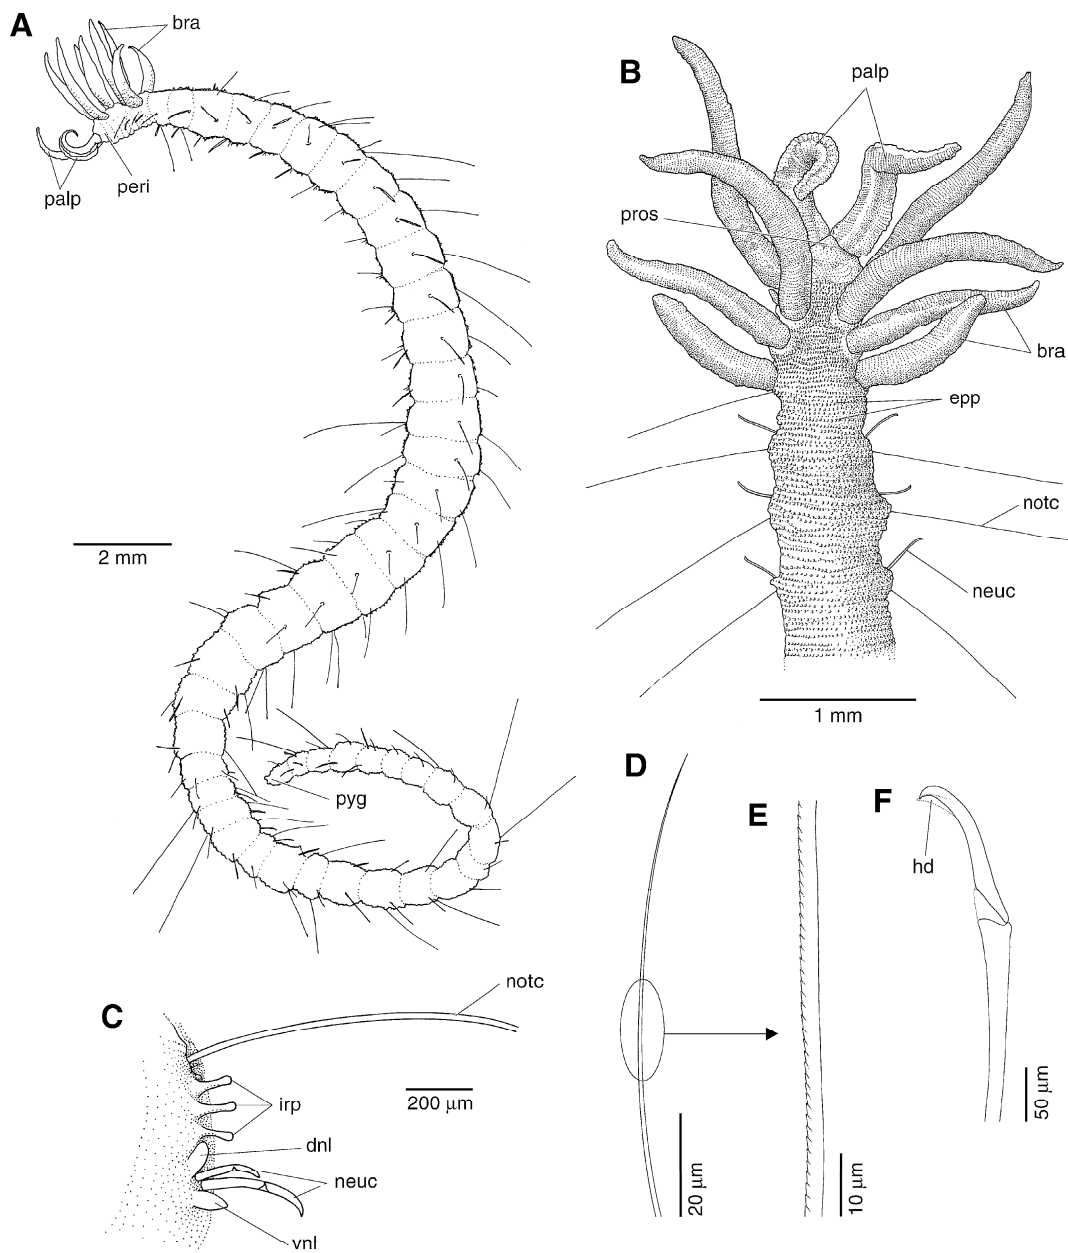 A
bra
palp
peri
2 mm
pyg
B
palp
pros
bra
epp
notc
neuc
1 mm
C
notc
irp
200 µm
dnl
neuc
vnl
D
20 µm
E
10 µm
F
hd
50 µm